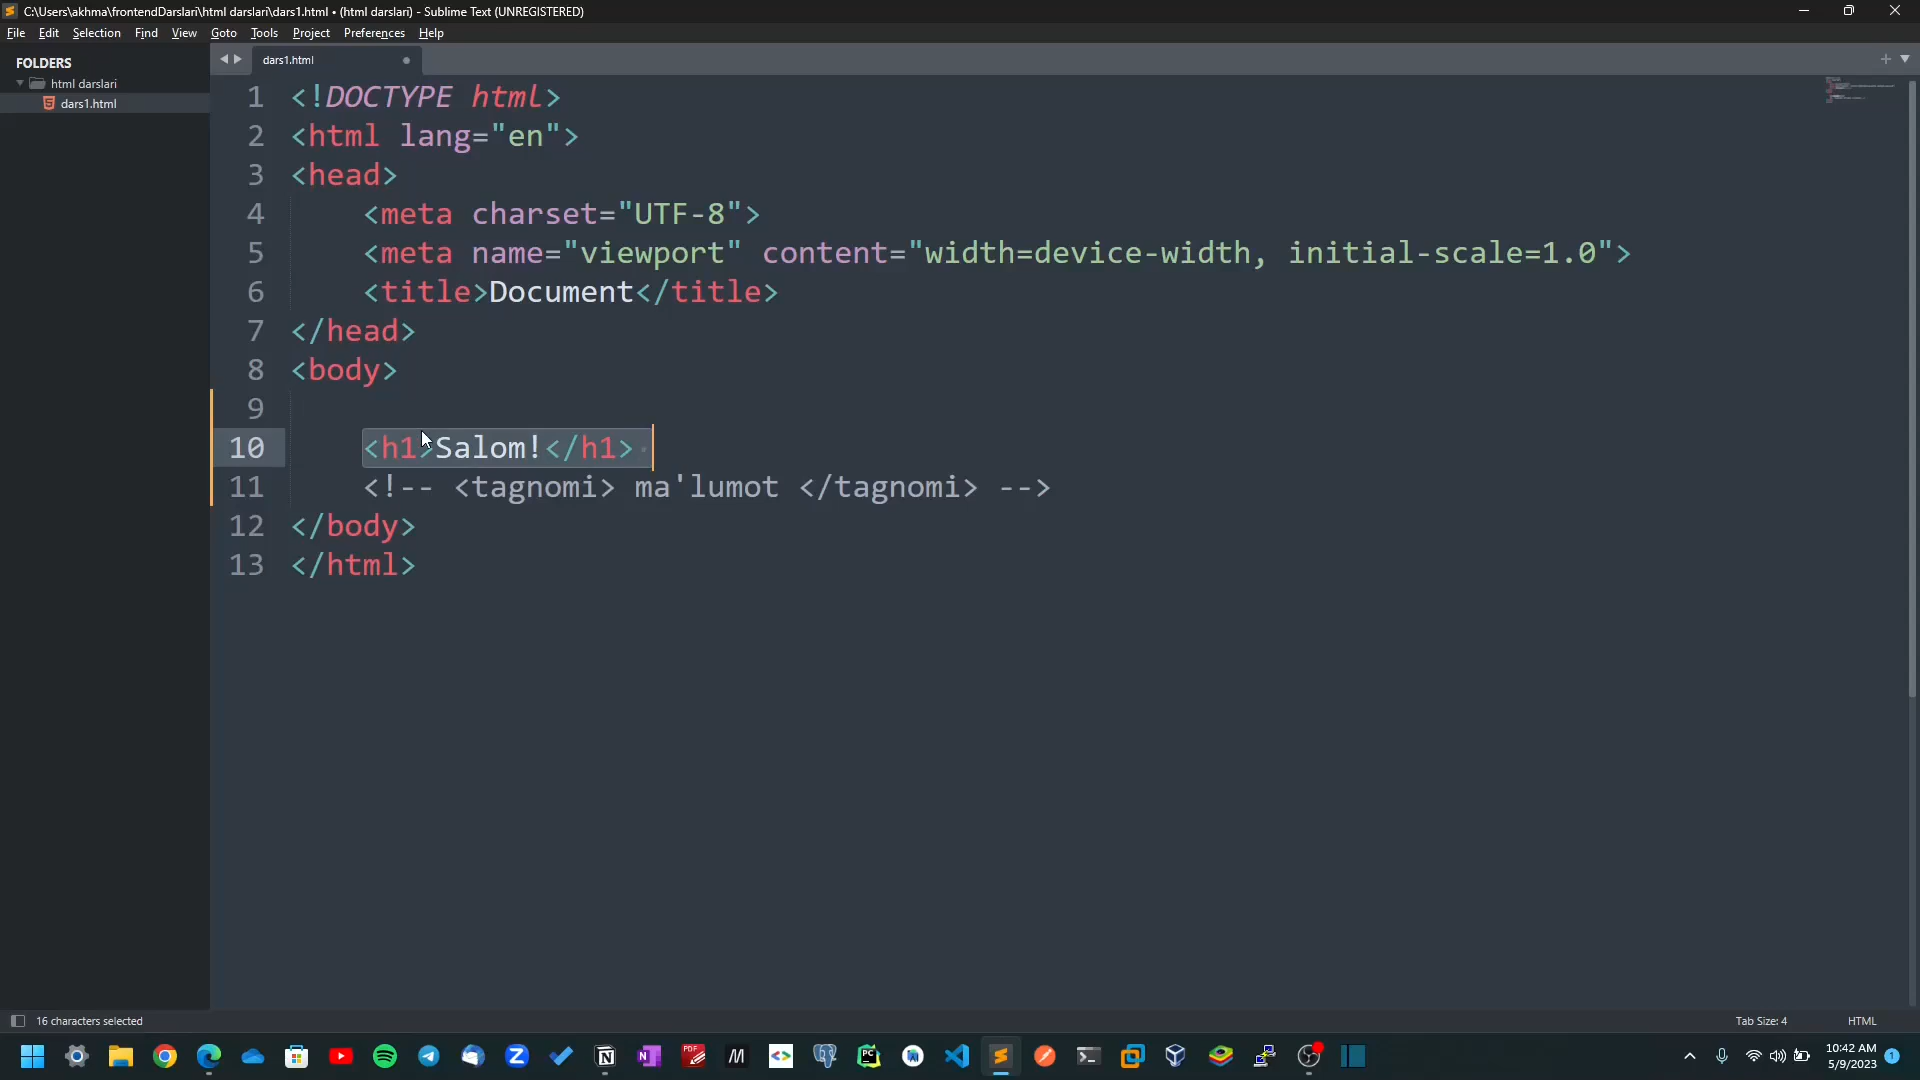 C:\Users\akhma\frontendDarslari\html darslari\dars1.html • (html darslari) - Sublime Text (UNREGISTERED)
File Edit Selection Find View Goto Tools Project Preferences Help
FOLDERS
html darslari
dars1.html
dars1.html
1 <!DOCTYPE html>
2 <html lang="en">
3 <head>
4 <meta charset="UTF-8">
5 <meta name="viewport" content="width=device-width, initial-scale=1.0">
6 <title>Document</title>
7 </head>
8 <body>
9
10 <h1>Salom!</h1>
11 <!-- <tagnomi> ma'lumot </tagnomi> -->
12 </body>
13 </html>
16 characters selected
Tab Size: 4
HTML
10:42 AM
5/9/2023
1